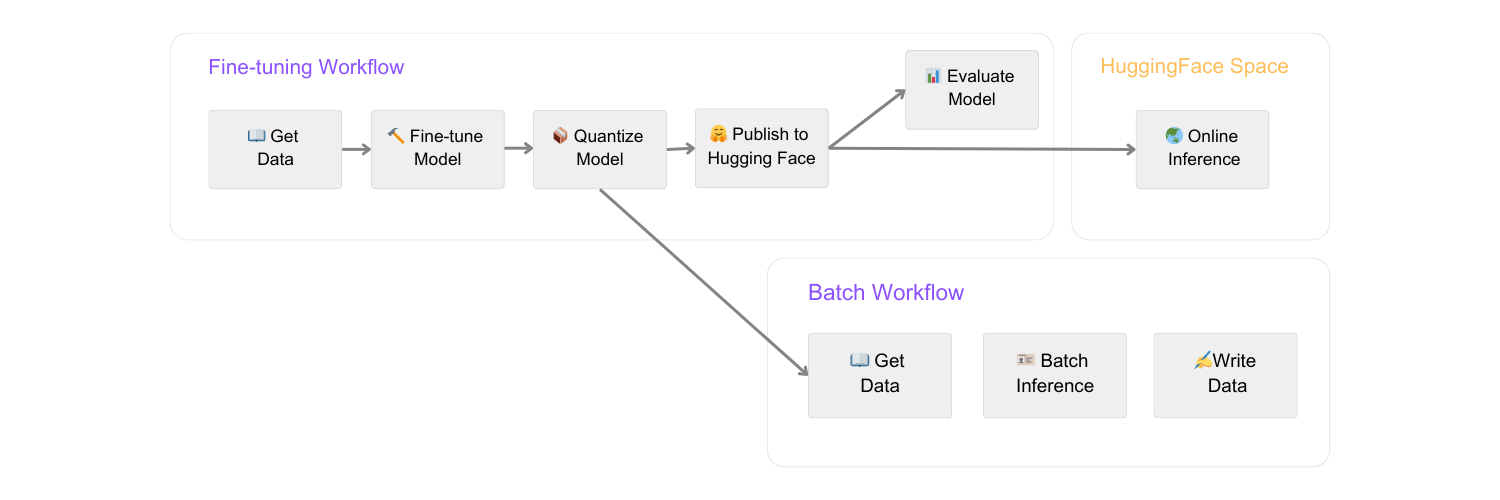 Fine-tuning Workflow
📖 Get
Data
🔨 Fine-tune
Model
📦 Quantize
Model
🤗 Publish to
Hugging Face
📊 Evaluate
Model
HuggingFace Space
🌏 Online
Inference
Batch Workflow
📖 Get
Data
🪪 Batch
Inference
✍️Write
Data